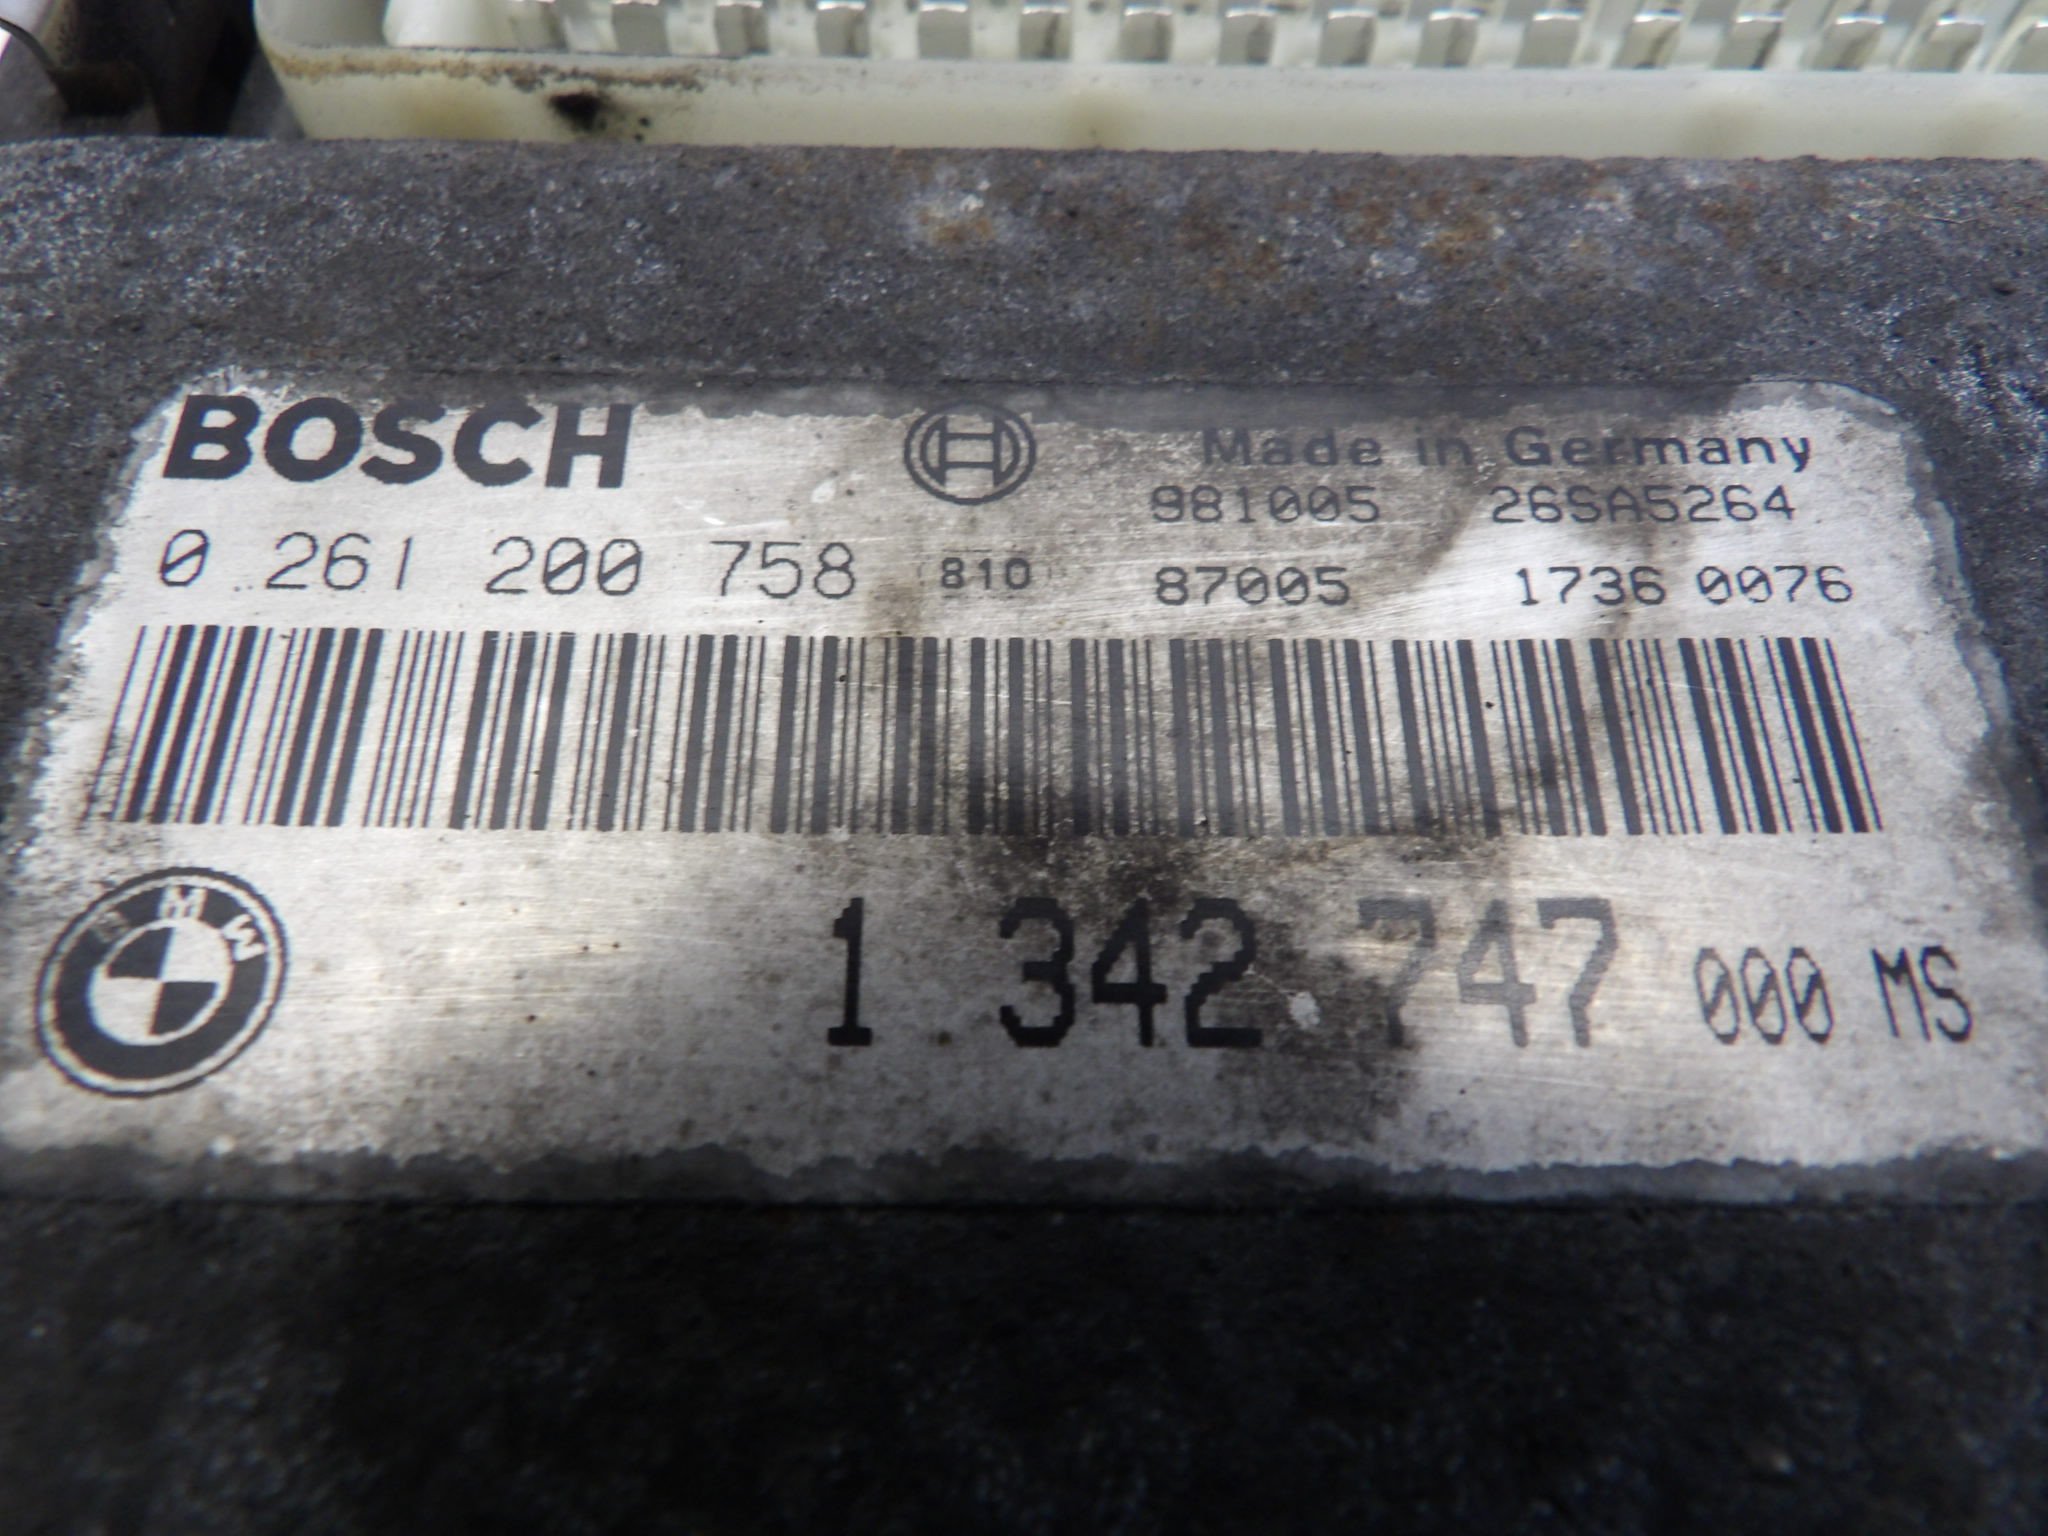 BOSCH Made in Germany
981005 26SA5264
0 261 200 758 810 87005 1736 0076
BMW
1 342 747 000 MS